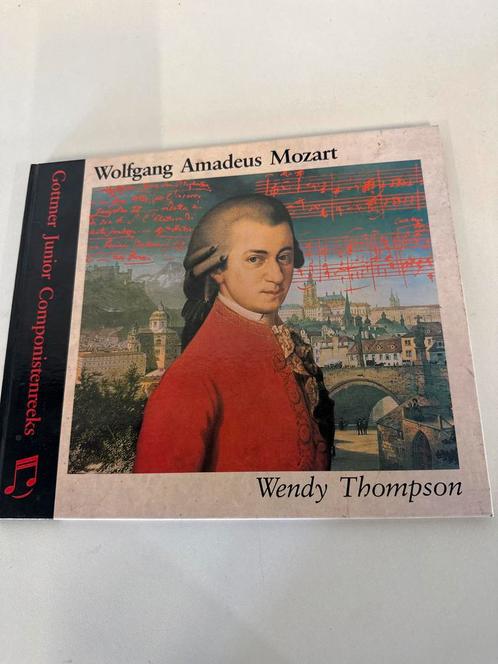 Wolfgang Amadeus Mozart
Gottmer Junior Componistenreeks
Wendy Thompson